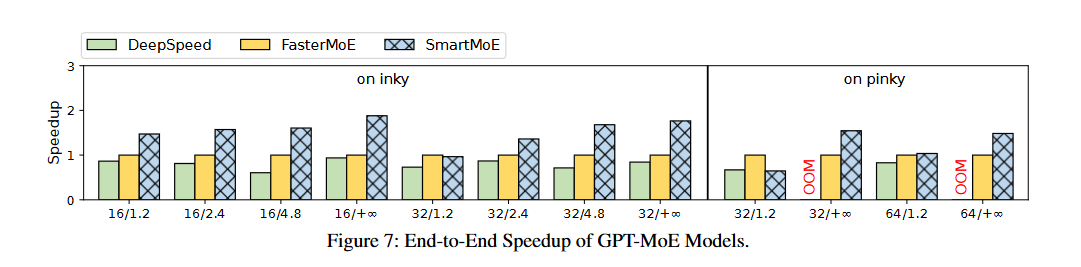 DeepSpeed FasterMoE SmartMoE
3
on inky on pinky
2
Speedup
1
OOM OOM
0
16/1.2 16/2.4 16/4.8 16/+∞ 32/1.2 32/2.4 32/4.8 32/+∞ 32/1.2 32/+∞ 64/1.2 64/+∞
Figure 7: End-to-End Speedup of GPT-MoE Models.